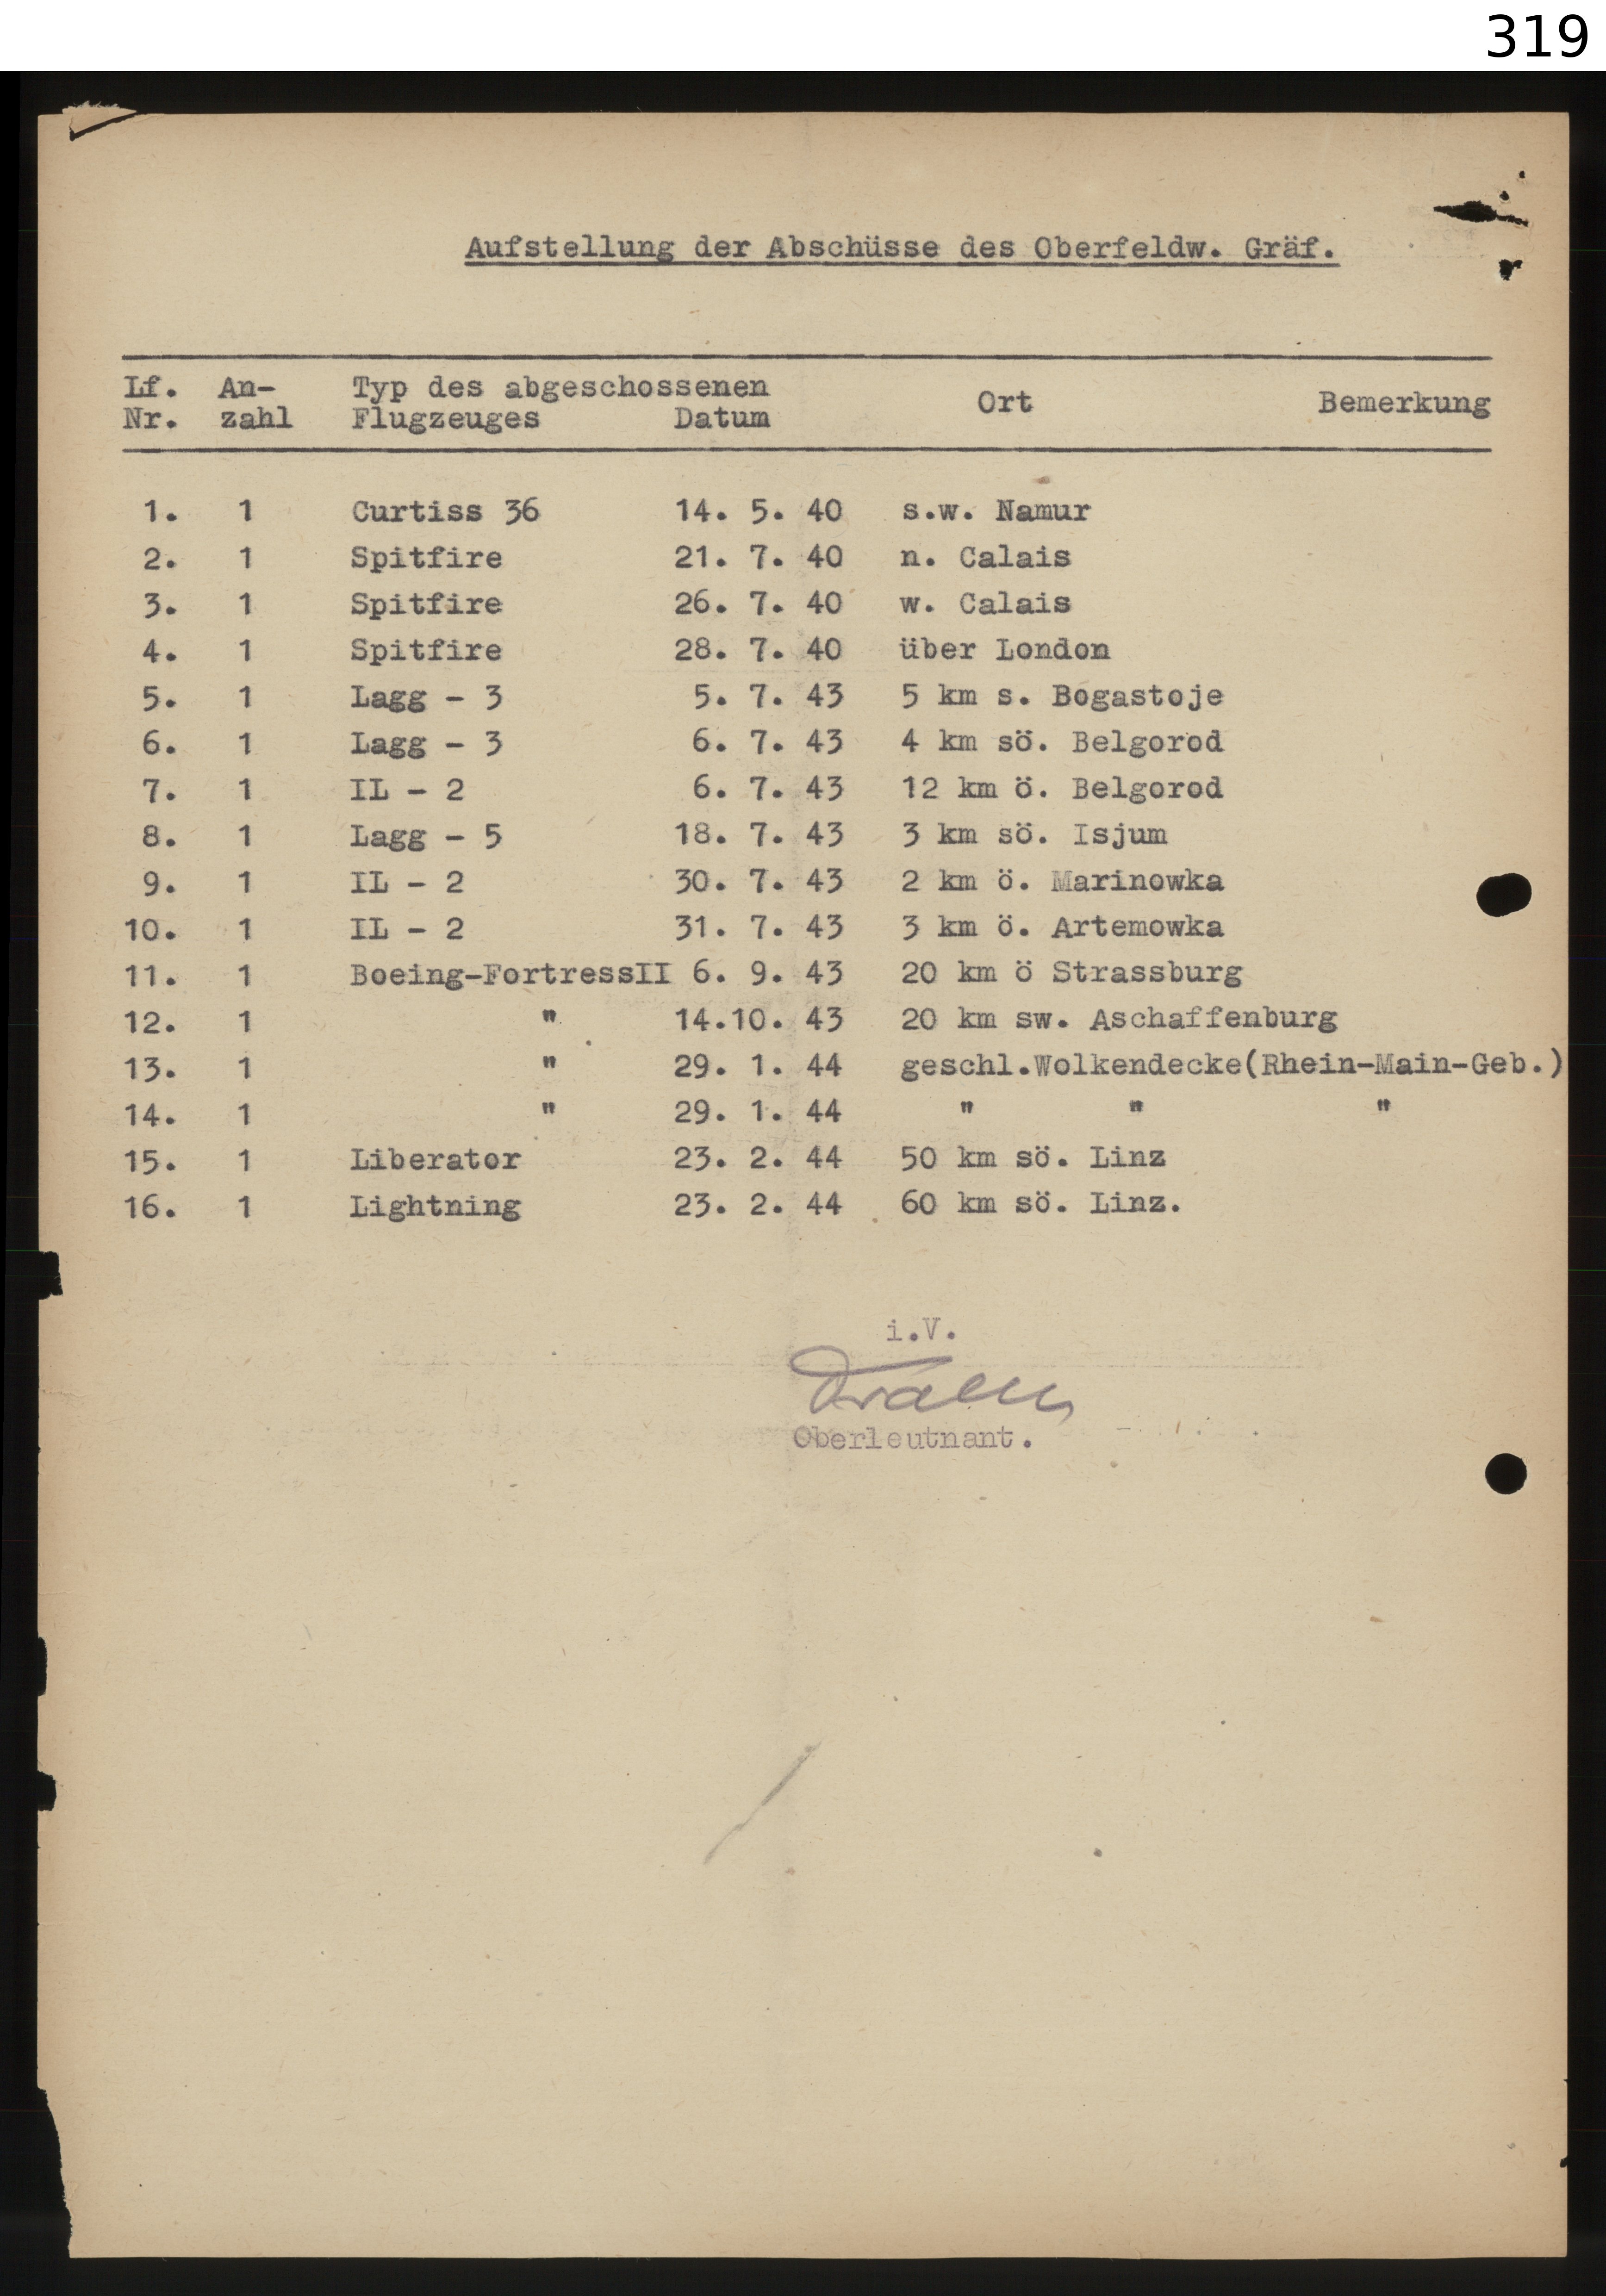 319
Aufstellung der Abschüsse des Oberfeldw. Gräf.
Lf. An- Typ des abgeschossenen Ort Bemerkung
Nr. zahl Flugzeuges Datum
1. 1 Curtiss 36 14. 5. 40 s.w. Namur
2. 1 Spitfire 21. 7. 40 n. Calais
3. 1 Spitfire 26. 7. 40 w. Calais
4. 1 Spitfire 28. 7. 40 über London
5. 1 Lagg - 3 5. 7. 43 5 km s. Bogastoje
6. 1 Lagg - 3 6. 7. 43 4 km sö. Belgorod
7. 1 IL - 2 6. 7. 43 12 km ö. Belgorod
8. 1 Lagg - 5 18. 7. 43 3 km sö. Isjum
9. 1 IL - 2 30. 7. 43 2 km ö. Marinowka
10. 1 IL - 2 31. 7. 43 3 km ö. Artemowka
11. 1 Boeing-FortressII 6. 9. 43 20 km ö Strassburg
12. 1 " 14.10. 43 20 km sw. Aschaffenburg
13. 1 " 29. 1. 44 geschl.Wolkendecke(Rhein-Main-Geb.)
14. 1 " 29. 1. 44 " " "
15. 1 Liberator 23. 2. 44 50 km sö. Linz
16. 1 Lightning 23. 2. 44 60 km sö. Linz.
i.V.
Oberleutnant.